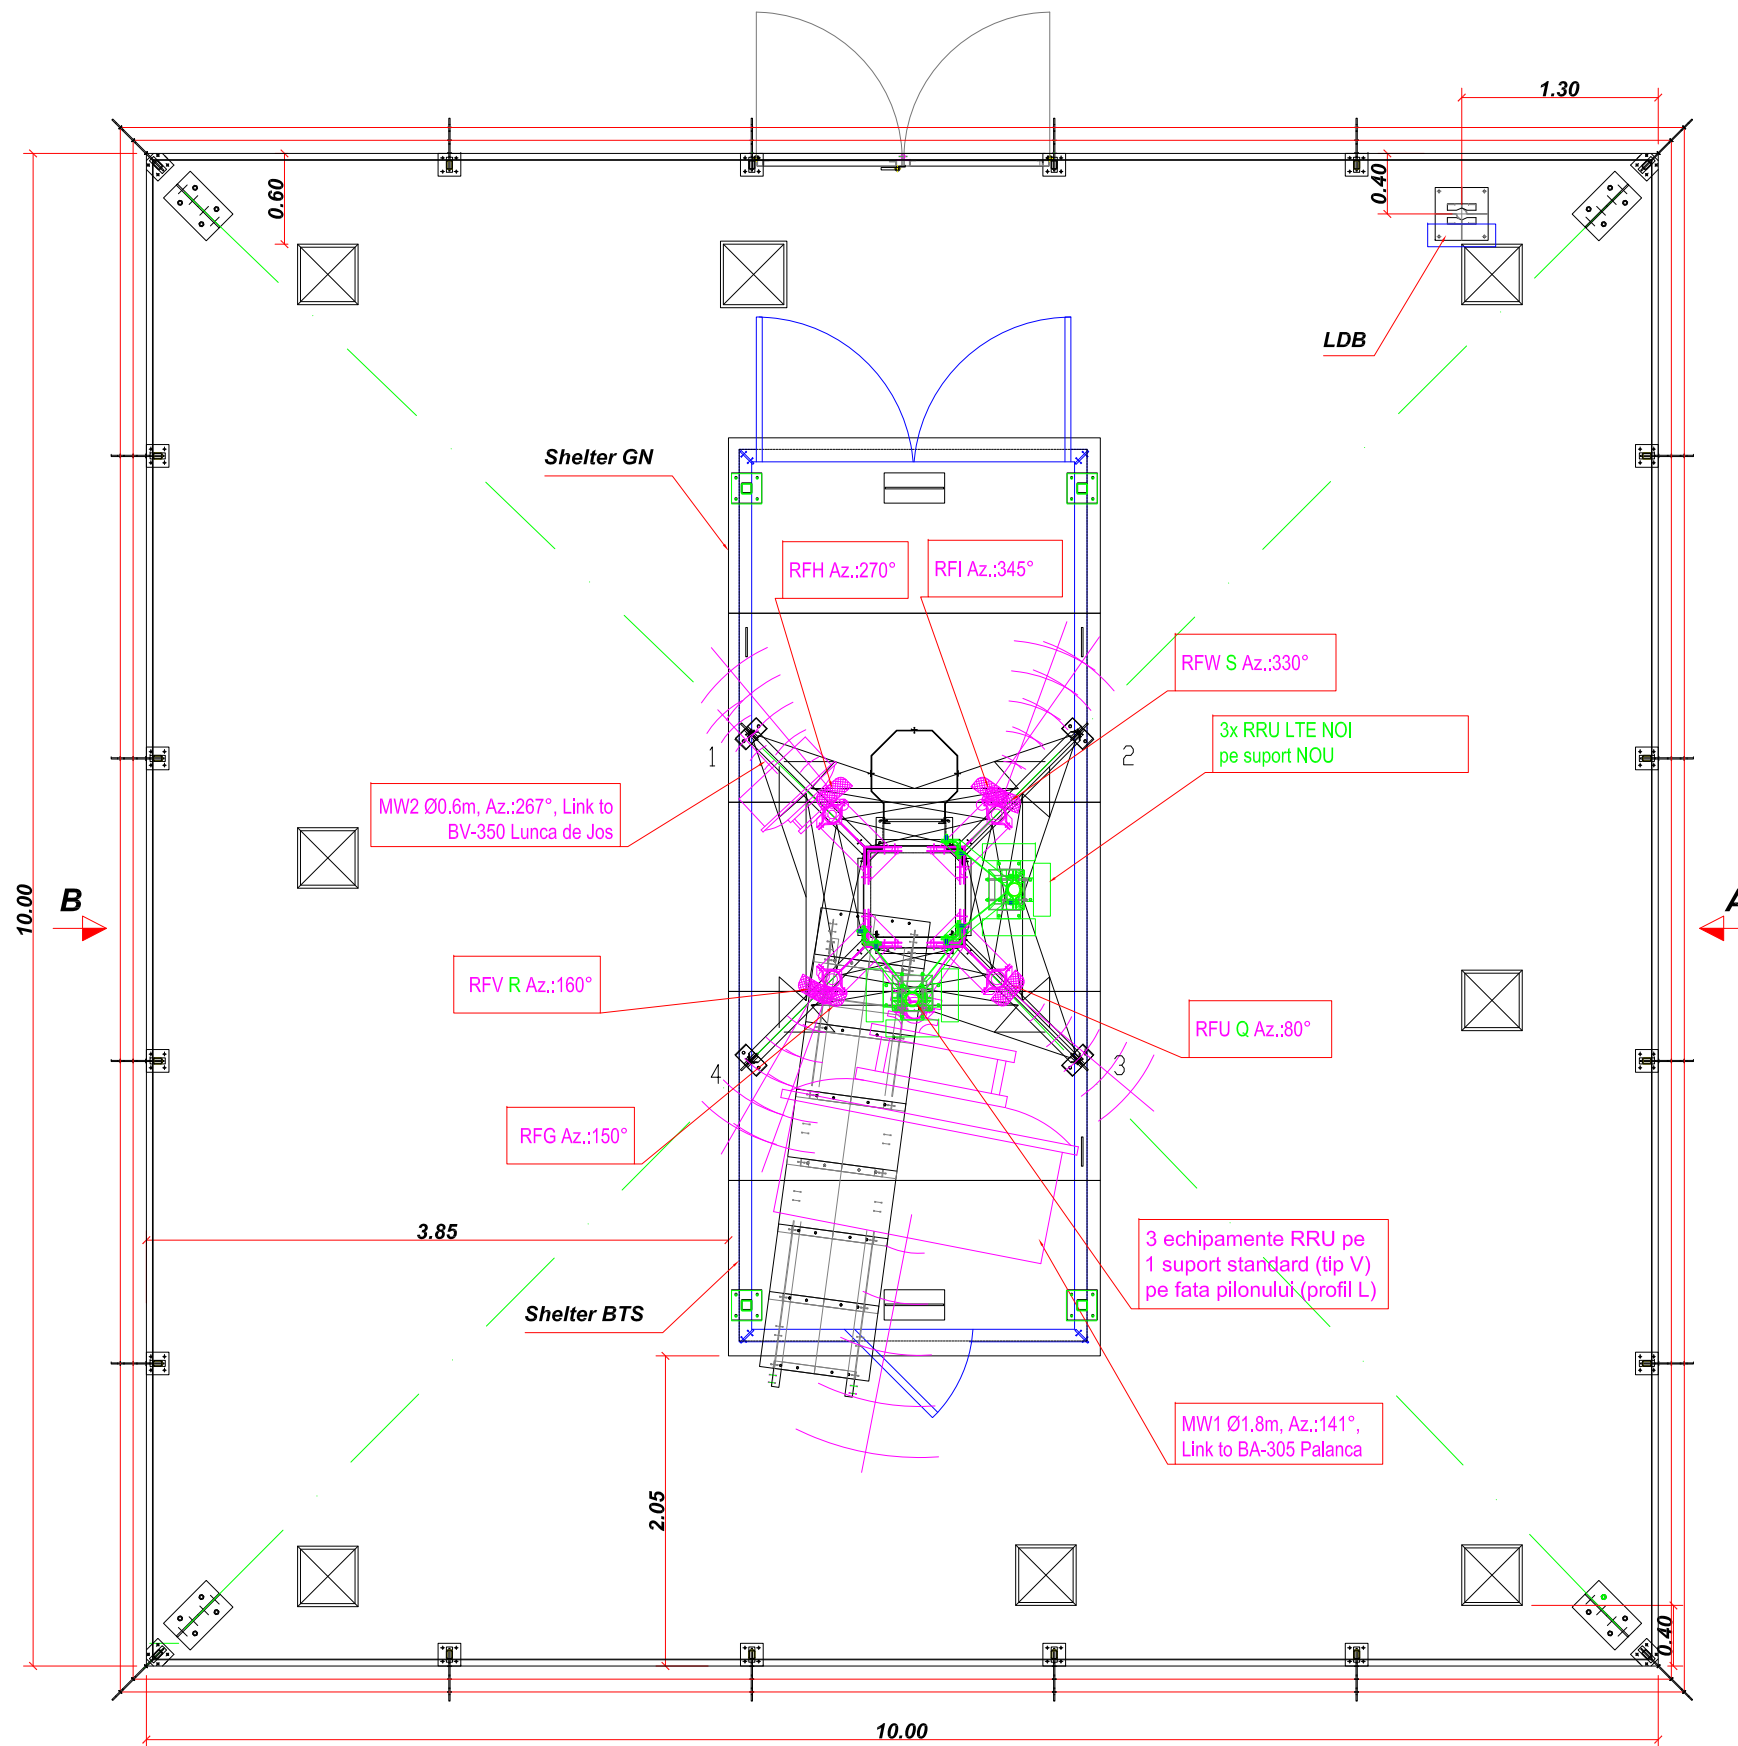 1.30
0.60
0.40
LDB
Shelter GN
RFH Az.:270°
RFI Az.:345°
RFW S Az.:330°
3x RRU LTE NOI
pe suport NOU
1
2
MW2 Ø0.6m, Az.:267°, Link to
BV-350 Lunca de Jos
10.00
B
A
RFV R Az.:160°
RFU Q Az.:80°
4
3
RFG Az.:150°
3.85
3 echipamente RRU pe
1 suport standard (tip V)
pe fata pilonului (profil L)
Shelter BTS
MW1 Ø1.8m, Az.:141°,
Link to BA-305 Palanca
2.05
0.40
10.00